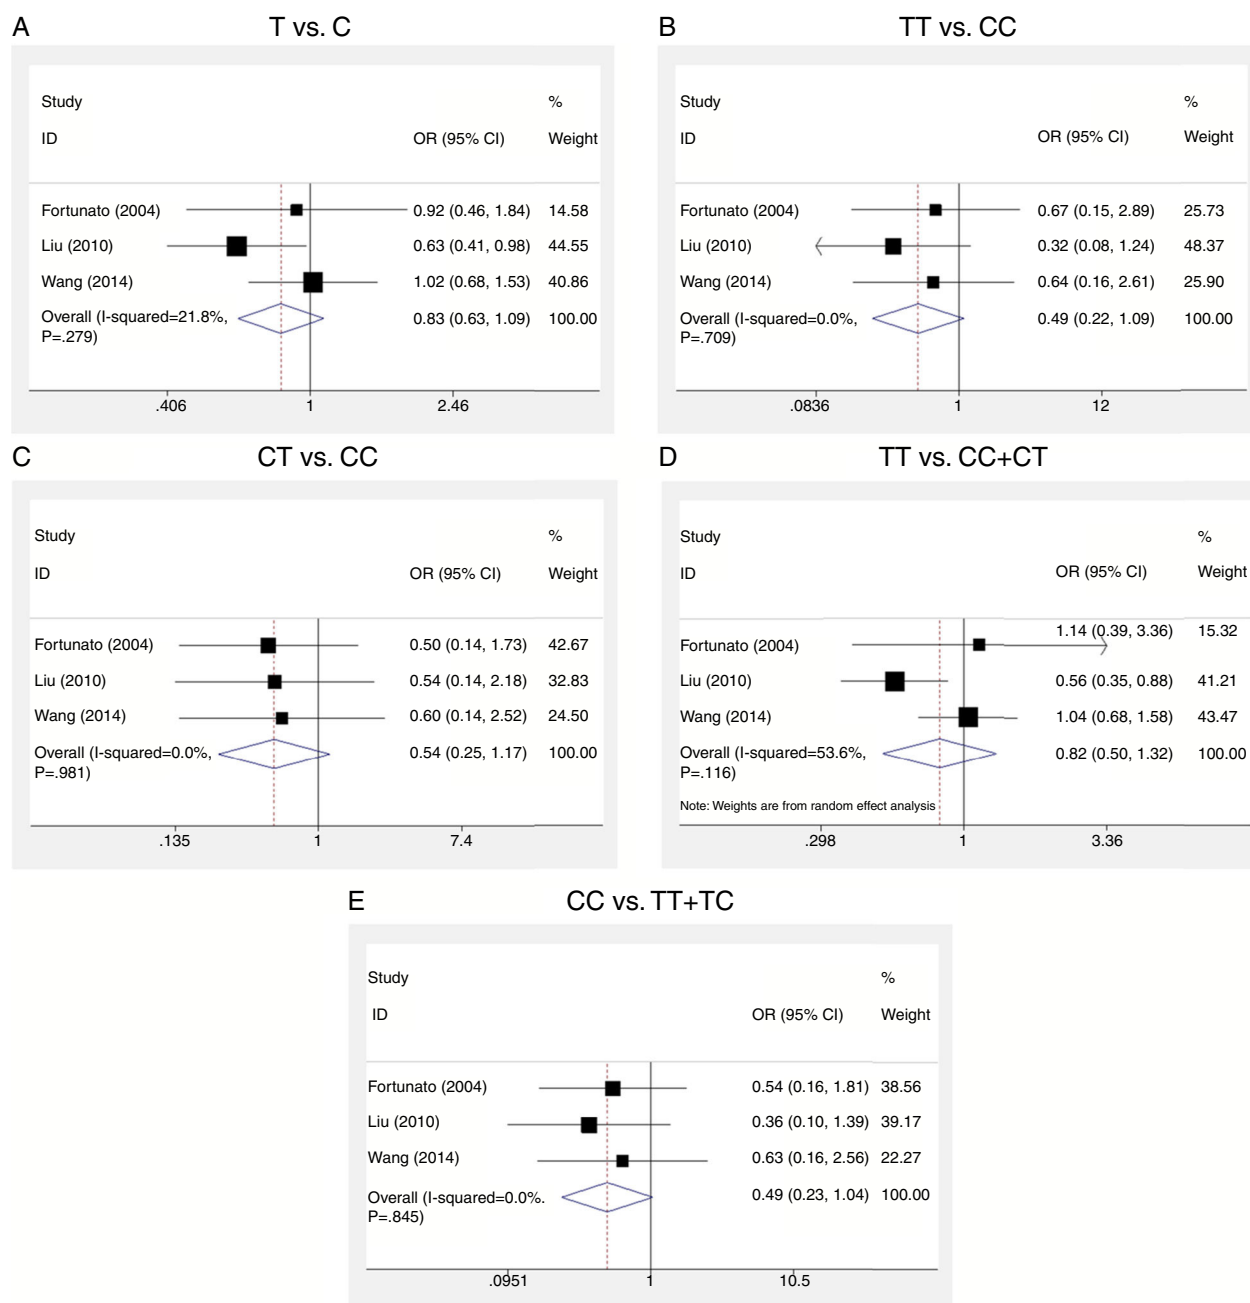 A T vs. C
Study %
ID OR (95% CI) Weight
Fortunato (2004) 0.92 (0.46, 1.84) 14.58
Liu (2010) 0.63 (0.41, 0.98) 44.55
Wang (2014) 1.02 (0.68, 1.53) 40.86
Overall (I-squared=21.8%, 0.83 (0.63, 1.09) 100.00
P=.279)
.406 1 2.46
B TT vs. CC
Study %
ID OR (95% CI) Weight
Fortunato (2004) 0.67 (0.15, 2.89) 25.73
Liu (2010) 0.32 (0.08, 1.24) 48.37
Wang (2014) 0.64 (0.16, 2.61) 25.90
Overall (I-squared=0.0%, 0.49 (0.22, 1.09) 100.00
P=.709)
.0836 1 12
C CT vs. CC
Study %
ID OR (95% CI) Weight
Fortunato (2004) 0.50 (0.14, 1.73) 42.67
Liu (2010) 0.54 (0.14, 2.18) 32.83
Wang (2014) 0.60 (0.14, 2.52) 24.50
Overall (I-squared=0.0%, 0.54 (0.25, 1.17) 100.00
P=.981)
.135 1 7.4
D TT vs. CC+CT
Study %
ID OR (95% CI) Weight
Fortunato (2004) 1.14 (0.39, 3.36) 15.32
Liu (2010) 0.56 (0.35, 0.88) 41.21
Wang (2014) 1.04 (0.68, 1.58) 43.47
Overall (I-squared=53.6%, 0.82 (0.50, 1.32) 100.00
P=.116)
Note: Weights are from random effect analysis
.298 1 3.36
E CC vs. TT+TC
Study %
ID OR (95% CI) Weight
Fortunato (2004) 0.54 (0.16, 1.81) 38.56
Liu (2010) 0.36 (0.10, 1.39) 39.17
Wang (2014) 0.63 (0.16, 2.56) 22.27
Overall (I-squared=0.0%. 0.49 (0.23, 1.04) 100.00
P=.845)
.0951 1 10.5